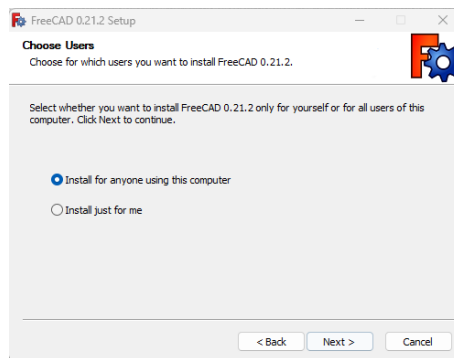 FreeCAD 0.21.2 Setup
Choose Users
Choose for which users you want to install FreeCAD 0.21.2.
Select whether you want to install FreeCAD 0.21.2 only for yourself or for all users of this
computer. Click Next to continue.
Install for anyone using this computer
Install just for me
< Back
Next >
Cancel